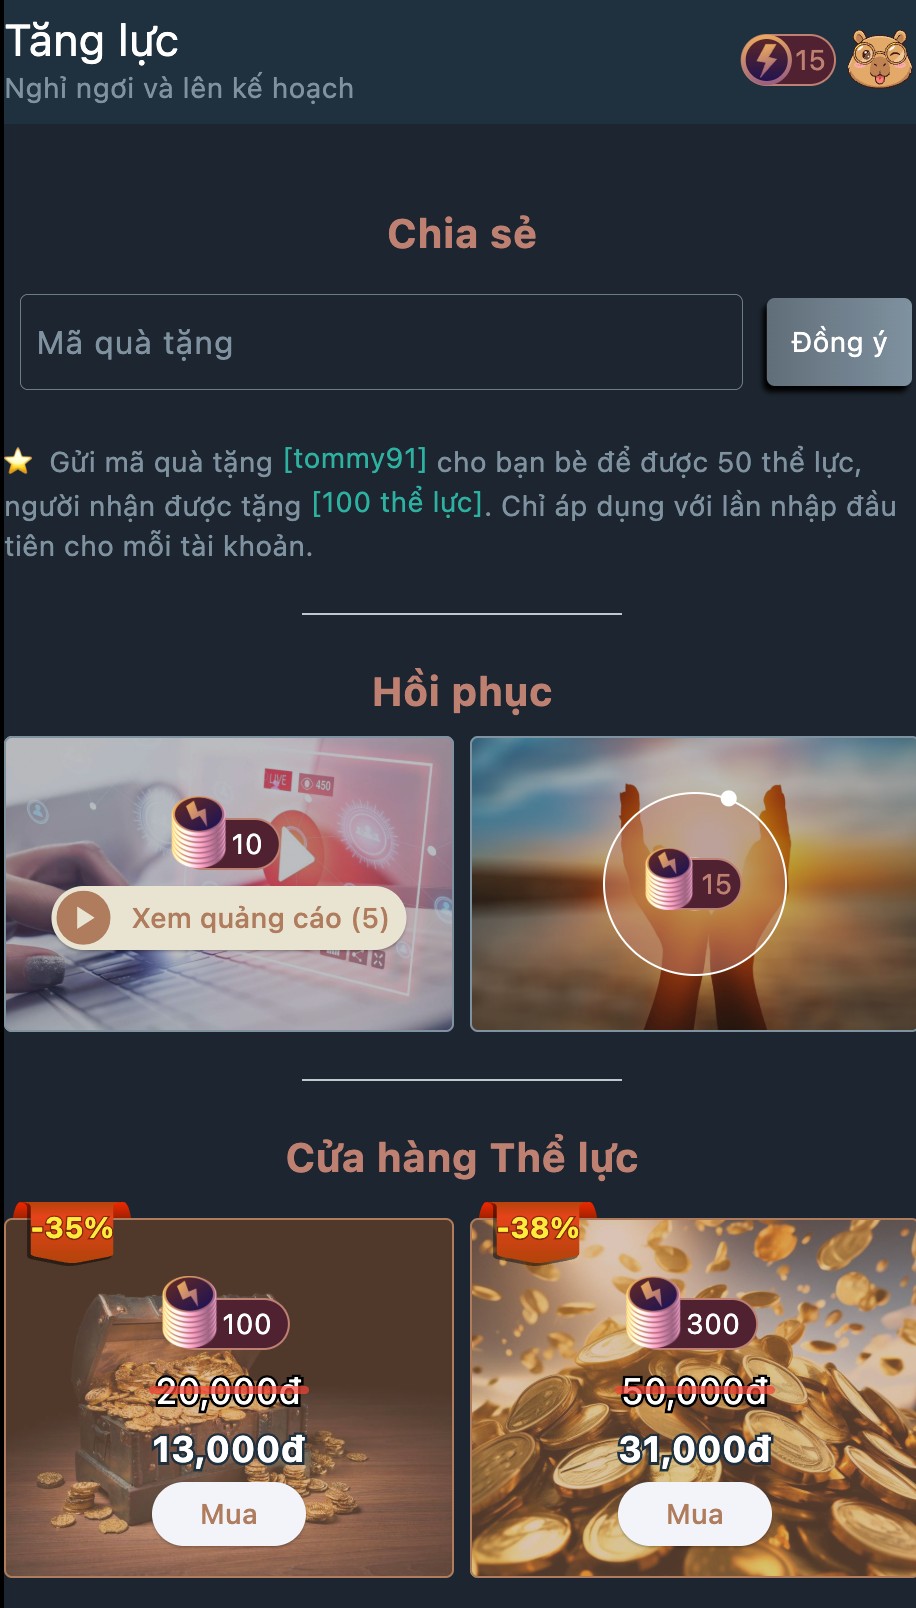 Tăng lực
Nghỉ ngơi và lên kế hoạch
15
Chia sẻ
Mã quà tặng
Đồng ý
Gửi mã quà tặng [tommy91] cho bạn bè để được 50 thể lực,
người nhận được tặng [100 thể lực]. Chỉ áp dụng với lần nhập đầu
tiên cho mỗi tài khoản.
Hồi phục
LIVE 450
10
Xem quảng cáo (5)
15
Cửa hàng Thể lực
-35%
100
20,000đ
13,000đ
Mua
-38%
300
50,000đ
31,000đ
Mua